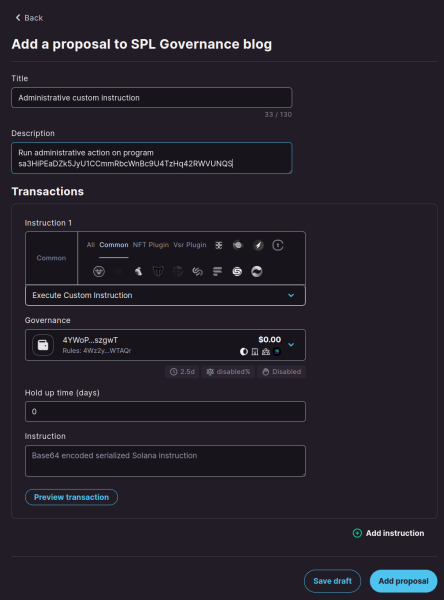 Back
Add a proposal to SPL Governance blog
Title
Administrative custom instruction
33 / 130
Description
Run administrative action on program
sa3HiPEaDZk5JyU1CCmmRbcWnBc9U4TzHq42RWVUNQS
Transactions
Instruction 1
Common
All Common NFT Plugin Vsr Plugin
Execute Custom Instruction
Governance
4YWoP...szgwT
$0.00
Rules: 4Wz2y...WTAQr
2.5d disabled% Disabled
Hold up time (days)
0
Instruction
Base64 encoded serialized Solana Instruction
Preview transaction
Add instruction
Save draft Add proposal